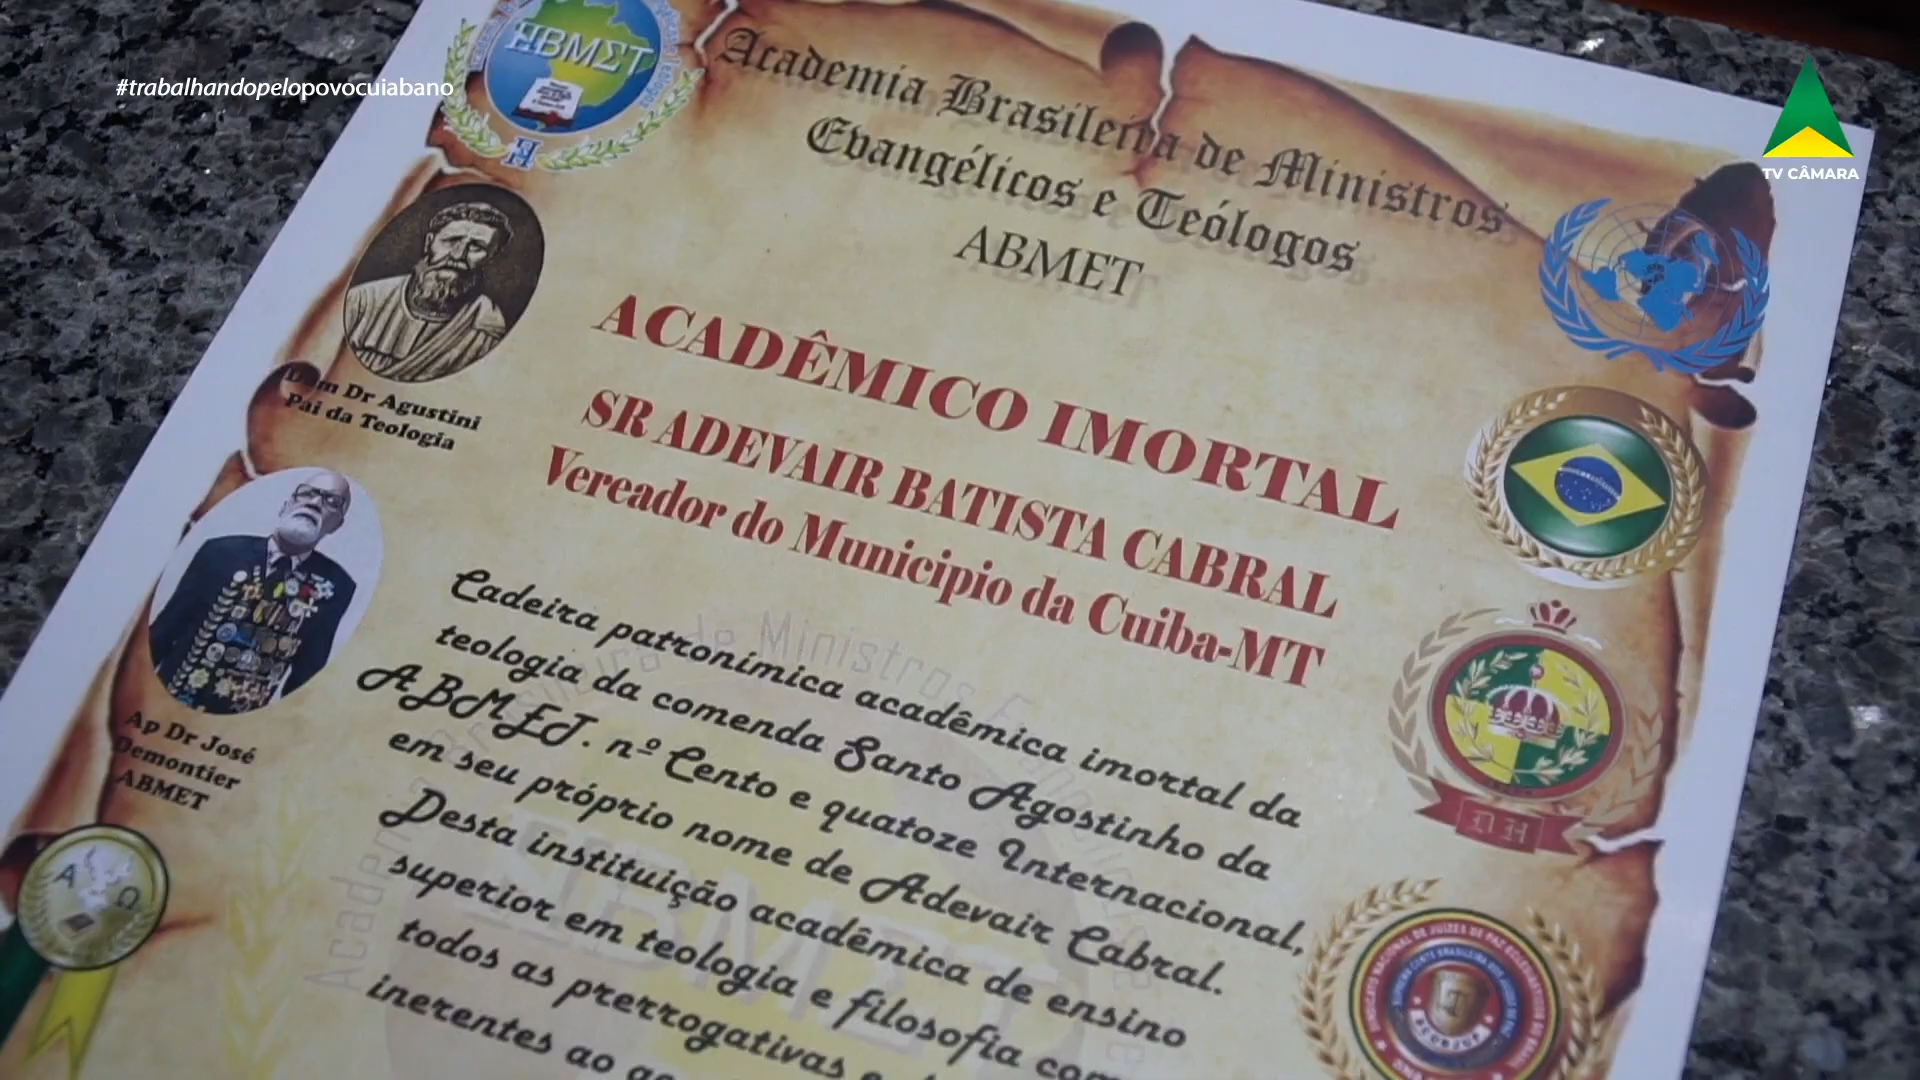 #trabalhandopelopovocuiabano
TV CÂMARA
ABMET
Academia Brasileira de Ministros
Evangélicos e Teólogos
ABMET
ACADÊMICO IMORTAL
SR ADEVAIR BATISTA CABRAL
Vereador do Municipio da Cuiba-MT
Dr Agustini
Pai da Teologia
Ap Dr José
Demontier
ABMET
Cadeira patronimica acadêmica imortal da
teologia da comenda Santo Agostinho da
ABMET. nº Cento e quatoze Internacional,
em seu próprio nome de Adevair Cabral.
Desta instituição acadêmica de ensino
superior em teologia e filosofia com
todos as prerrogativas e
inerentes ao
DH